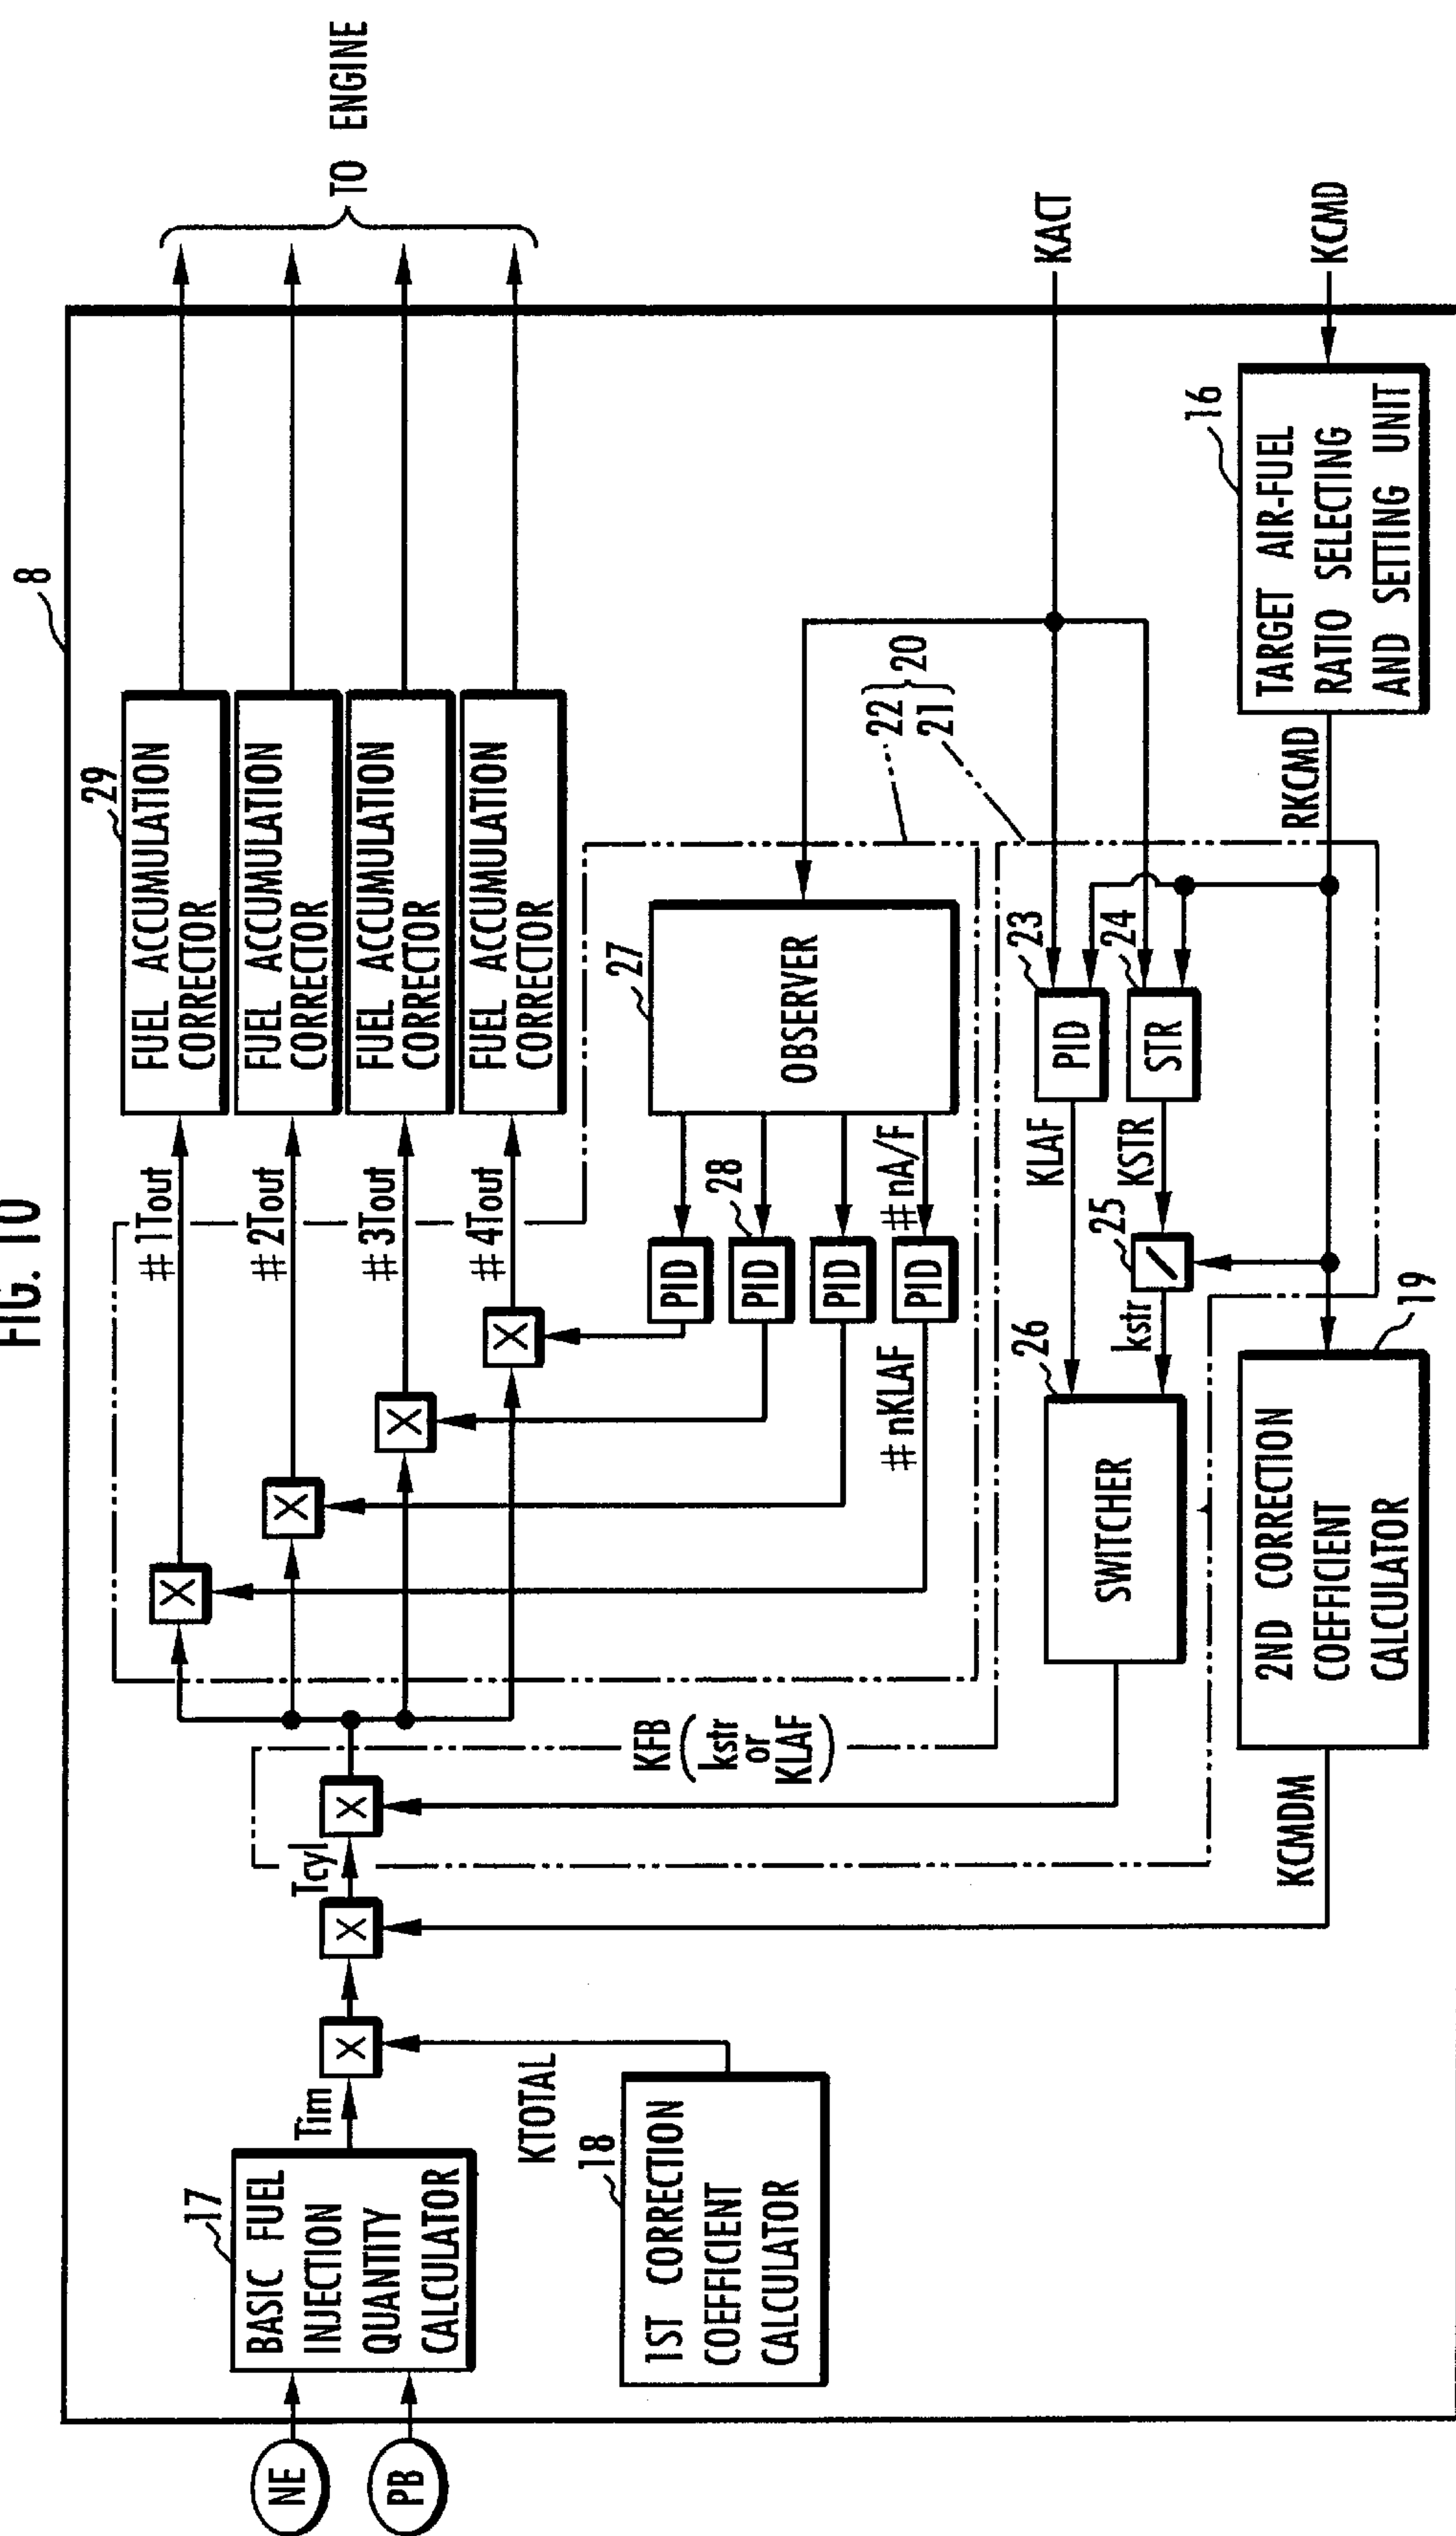 FIG. 10
8
NE
PB
17
BASIC FUEL
INJECTION
QUANTITY
CALCULATOR
Tim
X
KTOTAL
18
1ST CORRECTION
COEFFICIENT
CALCULATOR
X
Tcyl
X
KFB (kstr or KLAF)
KCMDM
X
X
X
X
#1Tout
#2Tout
#3Tout
#4Tout
29
FUEL ACCUMULATION
CORRECTOR
FUEL ACCUMULATION
CORRECTOR
FUEL ACCUMULATION
CORRECTOR
FUEL ACCUMULATION
CORRECTOR
TO ENGINE
27
OBSERVER
28
PID
PID
PID
PID
#nA/F
#nKLAF
22
21
20
KACT
23
PID
24
STR
KLAF
KSTR
25
kstr
26
SWITCHER
19
2ND CORRECTION
COEFFICIENT
CALCULATOR
RKCMD
16
TARGET AIR-FUEL
RATIO SELECTING
AND SETTING UNIT
KCMD